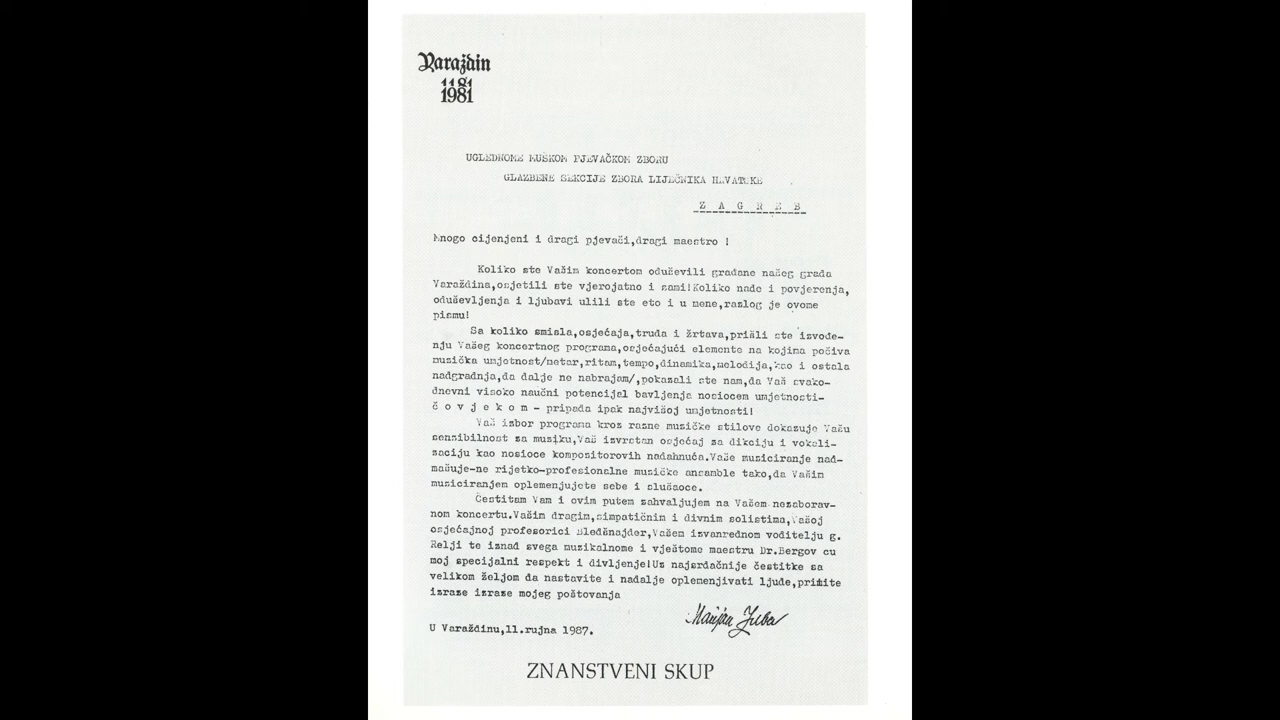 Varaždin
1181
1981
UGLEDNOME MUŠKOM PJEVAČKOM ZBORU
GLAZBENE SEKCIJE ZBORA LIJEČNIKA HRVATSKE
Z A G R E B
Mnogo cijenjeni i dragi pjevači,dragi maestro !
Koliko ste Vašim koncertom oduševili građane našeg grada
Varaždina,osjetili ste vjerojatno i sami!Koliko nade i povjerenja,
oduševljenja i ljubavi ulili ste eto i u mene,razlog je ovome
pismu!
Sa koliko smisla,osjećaja,truda i žrtava,prišli ste izvođe-
nju Vašeg koncertnog programa,osjećajući elemente na kojima počiva
muzička umjetnost/metar,ritam,tempo,dinamika,melodija,kao i ostala
nadgradnja,da dalje ne nabrajam/,pokazali ste nam,da Vaš svako-
dnevni visoko naučni potencijal bavljenja nosiocem umjetnosti-
č o v j e k o m - pripada ipak najvišoj umjetnosti!
Vaš izbor programa kroz razne muzičke stilove dokazuje Vašu
senzibilnost za muziku,Vaš izvrstan osjećaj za dikciju i vokali-
zaciju kao nosioce kompozitorovih nadahnuća.Vaše muziciranje nad-
mašuje-ne rijetko-profesionalne muzičke ansamble tako,da Vašim
muziciranjem oplemenjujete sebe i slušaoce.
Čestitam Vam i ovim putem zahvaljujem na Vašem nezaborav-
nom koncertu.Vašim dragim,simpatičnim i divnim solistima,Vašoj
osjećajnoj profesorici Bledšnajder,Vašem izvanrednom voditelju g.
Relji te iznad svega muzikalnome i vještome maestru Dr.Bergov cu
moj specijalni respekt i divljenje!Uz najsrdačnije čestitke sa
velikom željom da nastavite i nadalje oplemenjivati ljude,primite
izraze izraze mojeg poštovanja
Marijan
U Varaždinu,11.rujna 1987.
ZNANSTVENI SKUP